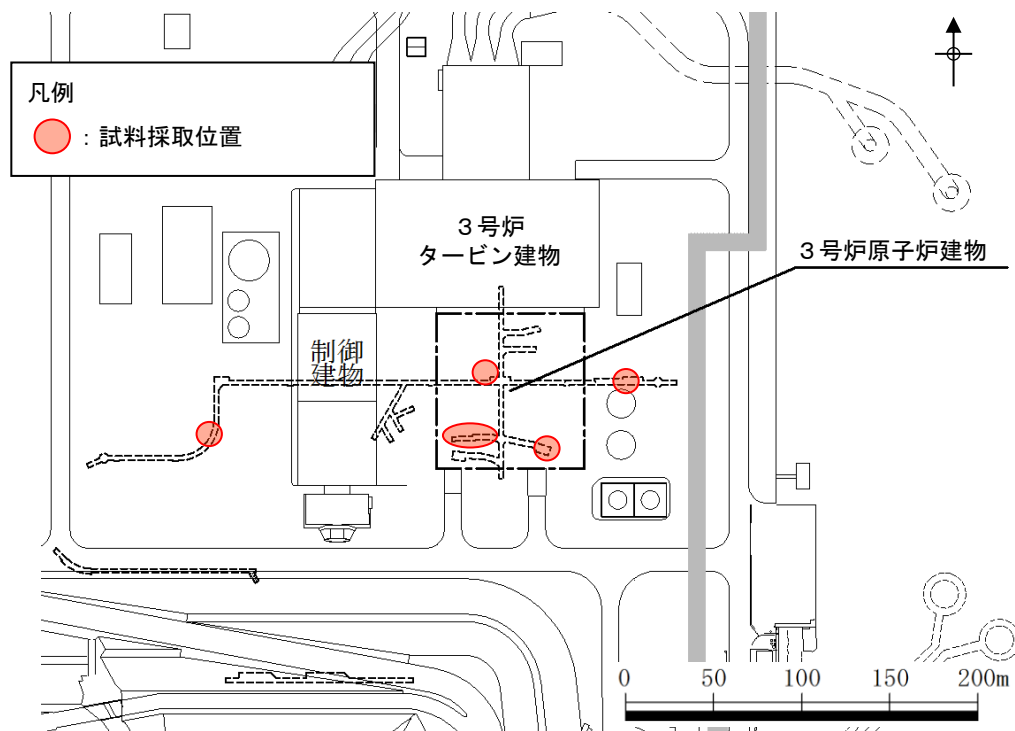 凡例
：試料採取位置
３号炉
タービン建物
３号炉原子炉建物
制御
建物
0 50 100 150 200m